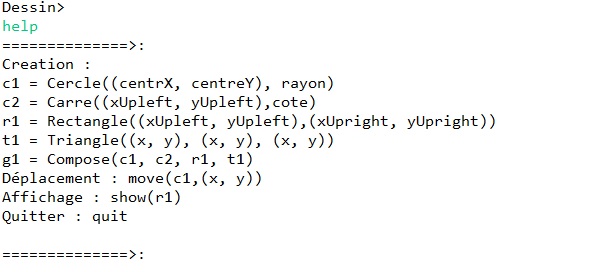 Dessin>
help
==============>:
Creation :
c1 = Cercle((centrX, centreY), rayon)
c2 = Carre((xUpleft, yUpleft),cote)
r1 = Rectangle((xUpleft, yUpleft),(xUpright, yUpright))
t1 = Triangle((x, y), (x, y), (x, y))
g1 = Compose(c1, c2, r1, t1)
Déplacement : move(c1,(x, y))
Affichage : show(r1)
Quitter : quit
==============>: